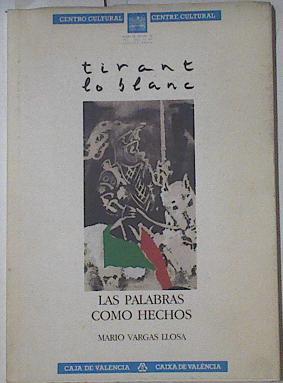 CENTRO CULTURAL
CENTRE CULTURAL
tirant
lo blanc
LAS PALABRAS
COMO HECHOS
MARIO VARGAS LLOSA
CAJA DE VALENCIA
CAIXA DE VALÈNCIA